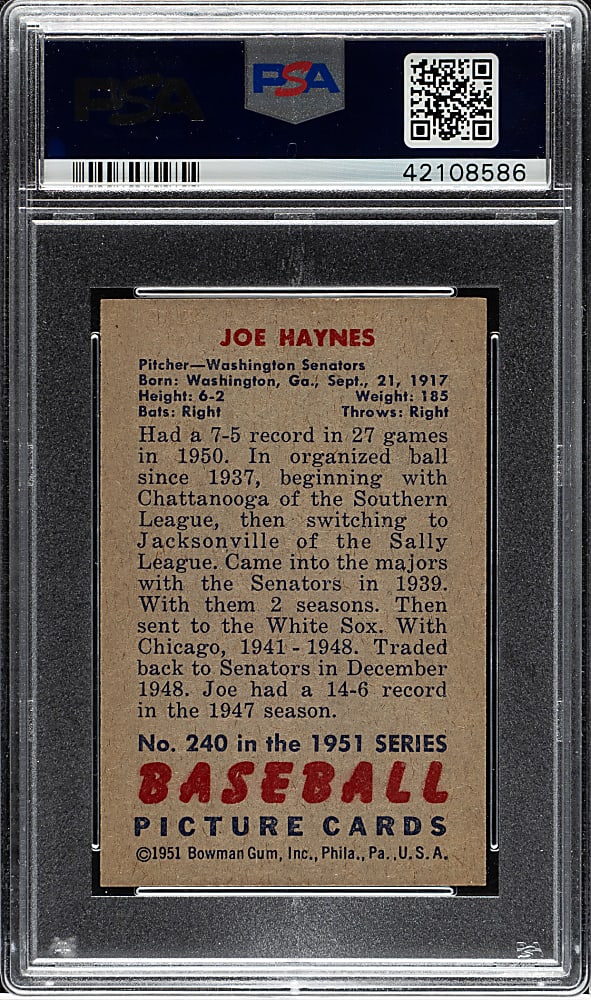 PSA
PSA
42108586
JOE HAYNES
Pitcher—Washington Senators
Born: Washington, Ga., Sept., 21, 1917
Height: 6-2 Weight: 185
Bats: Right Throws: Right
Had a 7-5 record in 27 games
in 1950. In organized ball
since 1937, beginning with
Chattanooga of the Southern
League, then switching to
Jacksonville of the Sally
League. Came into the majors
with the Senators in 1939.
With them 2 seasons. Then
sent to the White Sox. With
Chicago, 1941 - 1948. Traded
back to Senators in December
1948. Joe had a 14-6 record
in the 1947 season.
No. 240 in the 1951 SERIES
BASEBALL
PICTURE CARDS
©1951 Bowman Gum, Inc., Phila., Pa., U.S.A.
PSA